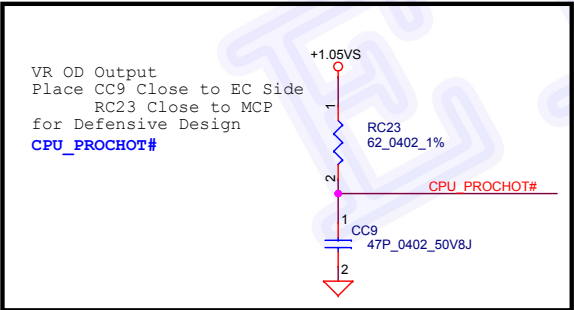 +1.05VS
VR OD Output
Place CC9 Close to EC Side
RC23 Close to MCP
for Defensive Design
CPU_PROCHOT#
1
RC23
62_0402_1%
2
CPU_PROCHOT#
1
CC9
47P_0402_50V8J
2